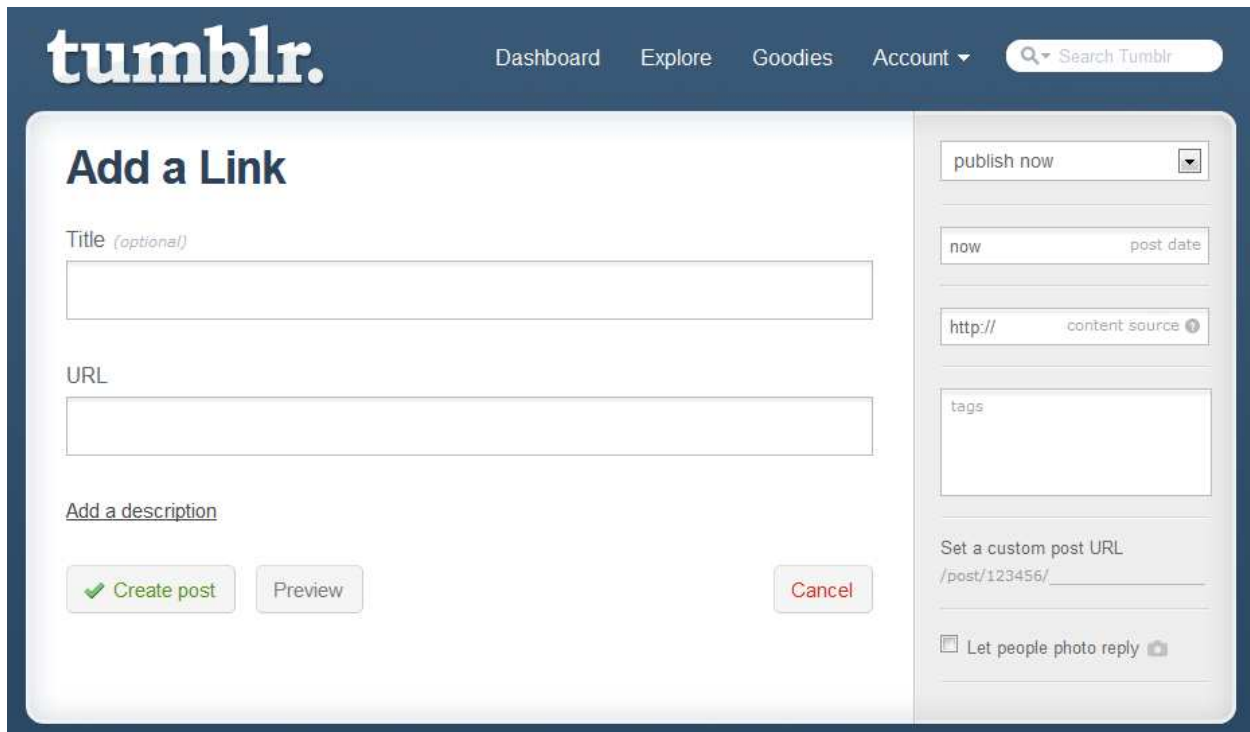 tumblr.
Dashboard Explore Goodies Account Search Tumblr
Add a Link
Title (optional)
URL
Add a description
Create post Preview Cancel
publish now
now post date
http:// content source ?
tags
Set a custom post URL
/post/123456/
Let people photo reply